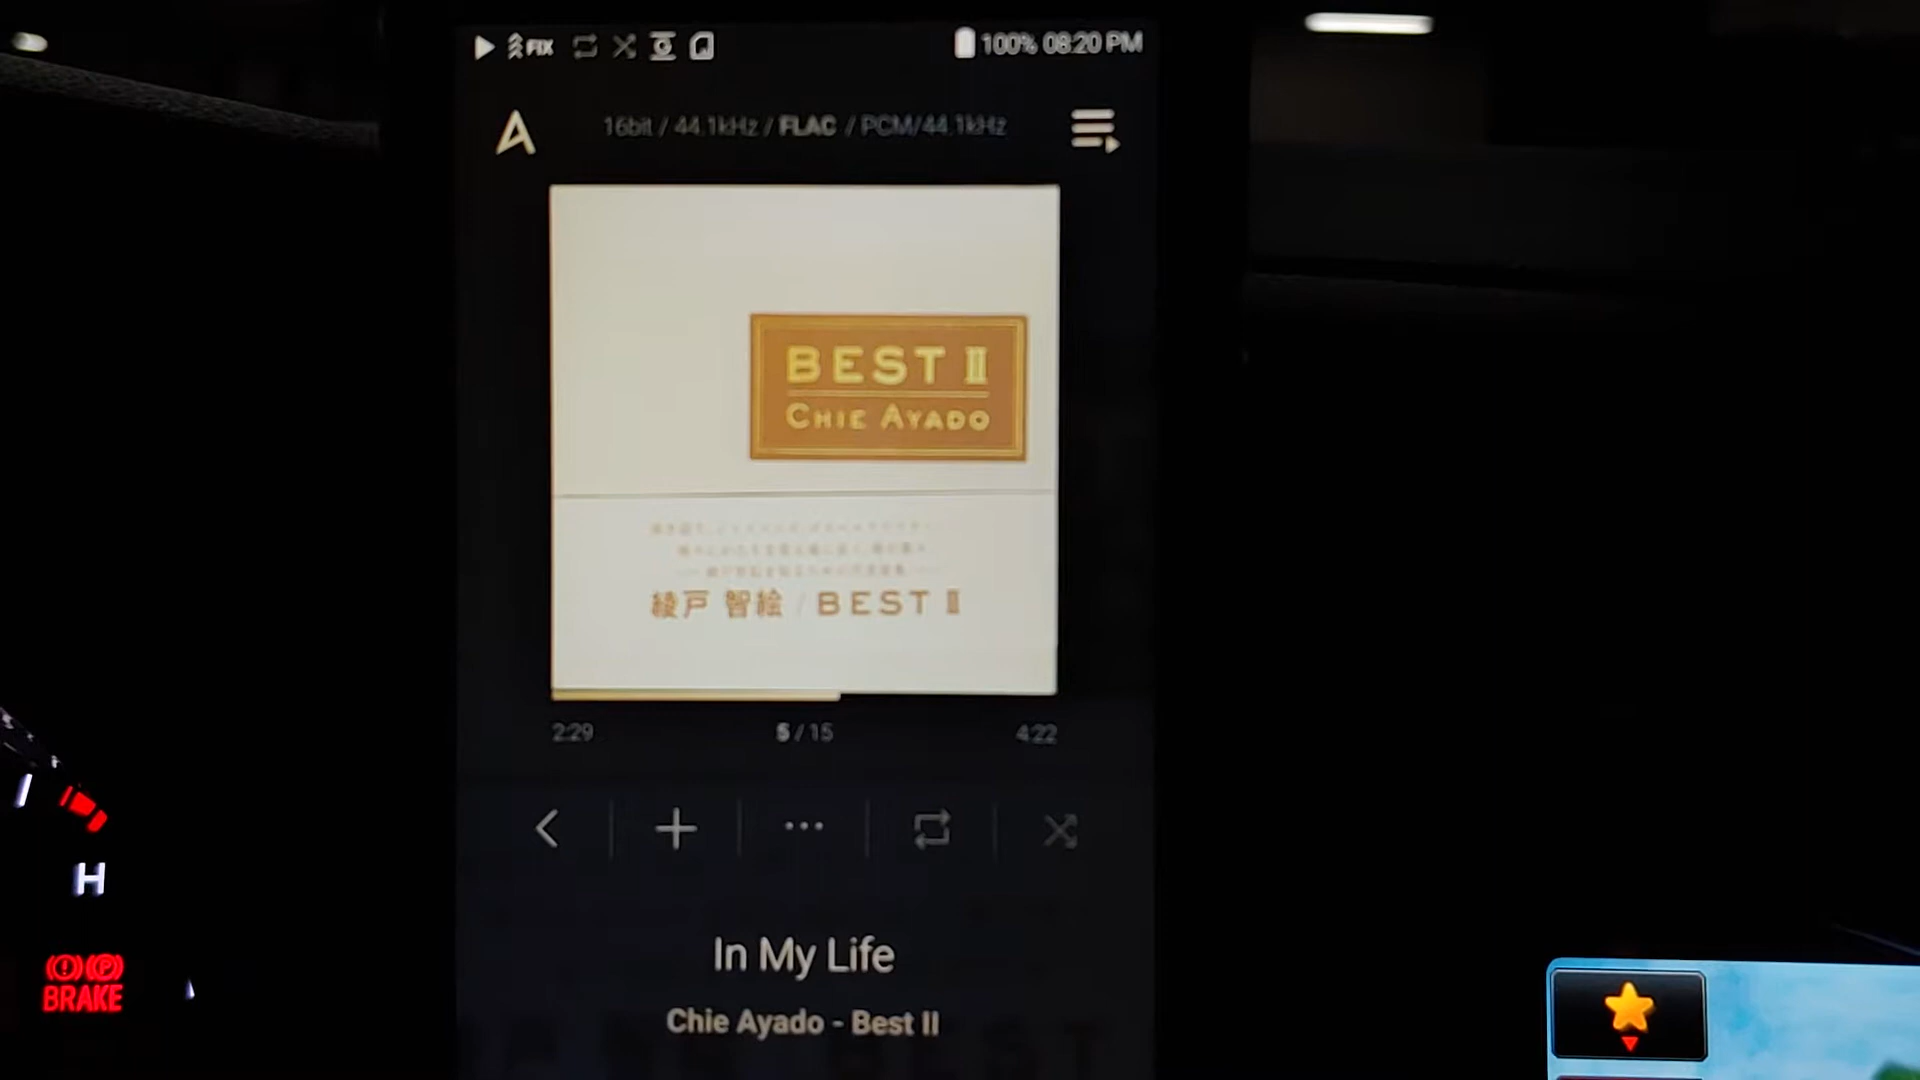 FIX
100% 08:20 PM
16bit / 44.1kHz / FLAC / PCM/44.1kHz
BEST II
CHIE AYADO
綾戸 智絵 / BEST II
2:29
5 / 15
4:22
In My Life
Chie Ayado - Best II
H
BRAKE